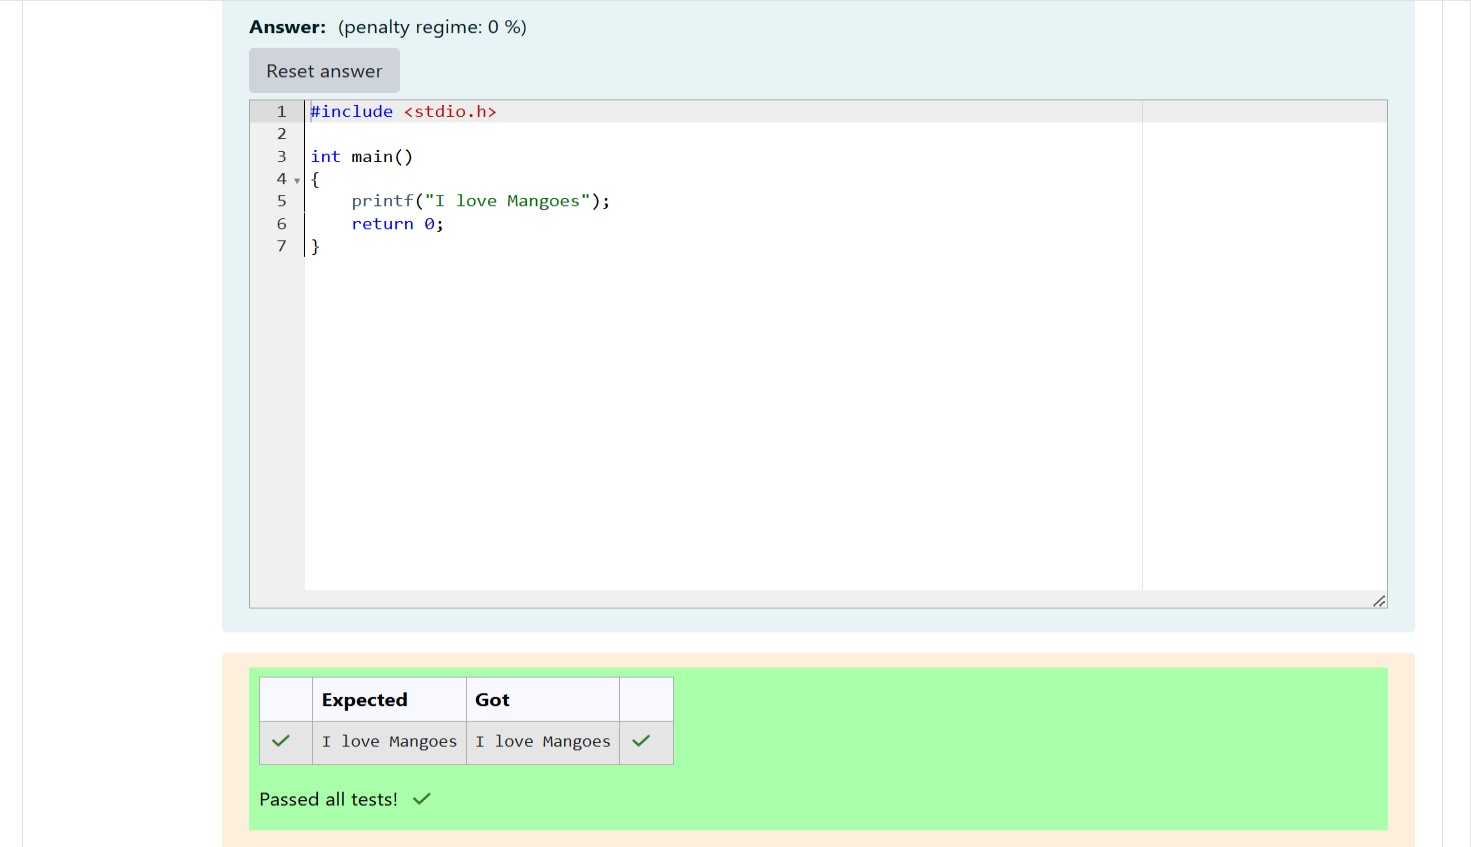 Answer: (penalty regime: 0 %)
Reset answer
1 #include <stdio.h>
2
3 int main()
4 {
5     printf("I love Mangoes");
6     return 0;
7 }
Expected Got
I love Mangoes I love Mangoes
Passed all tests!